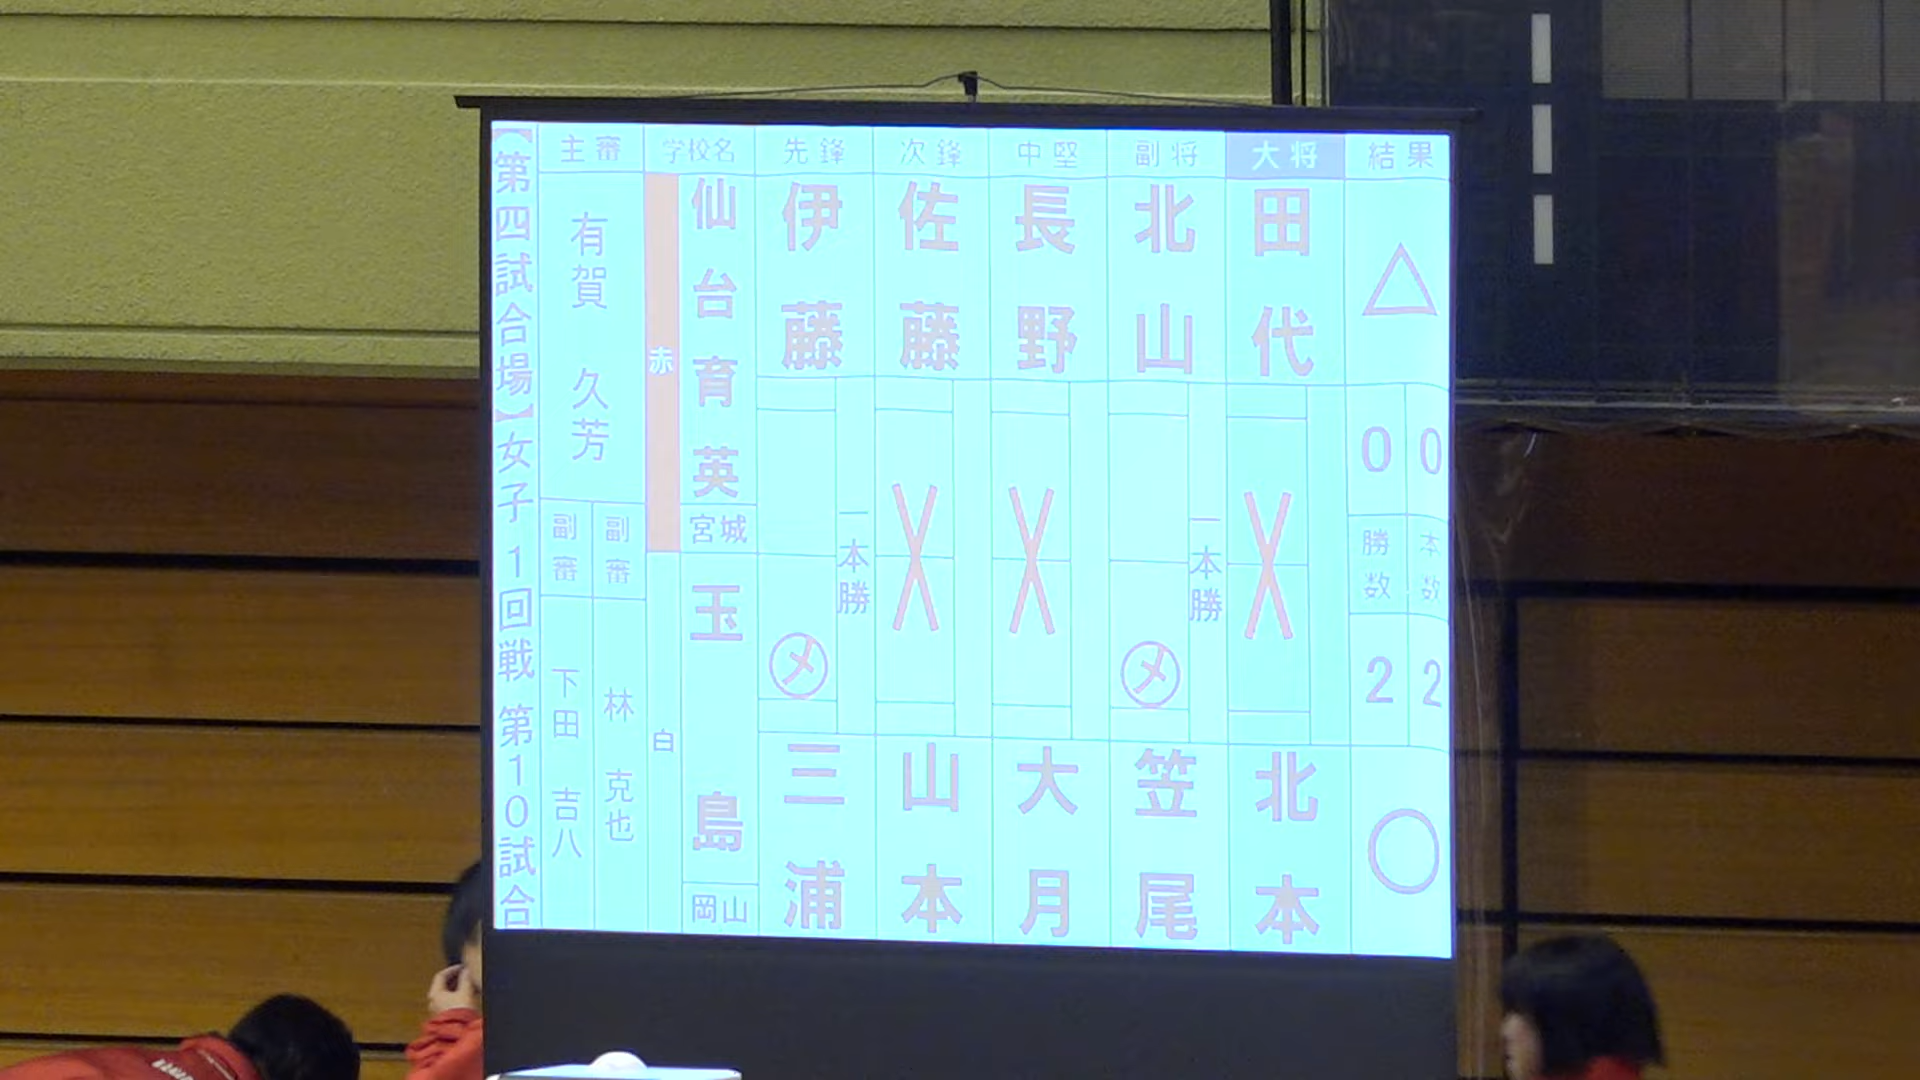 【第四試合場】女子 1回戦 第10試合
主審
有賀 久芳
副審
下田 吉八
副審
林 克也
学校名
赤
仙台育英
宮城
白
玉島
岡山
先鋒
伊藤
一本勝
メ
三浦
次鋒
佐藤
山本
中堅
長野
大月
副将
北山
一本勝
メ
笠尾
大将
田代
北本
結果
△
0 0
勝数 本数
2 2
○